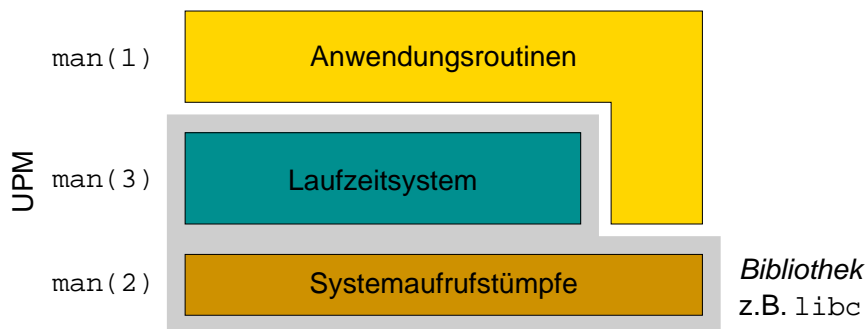 man(1)
Anwendungsroutinen
UPM
man(3)
Laufzeitsystem
man(2)
Systemaufrufstümpfe
Bibliothek
z.B. libc